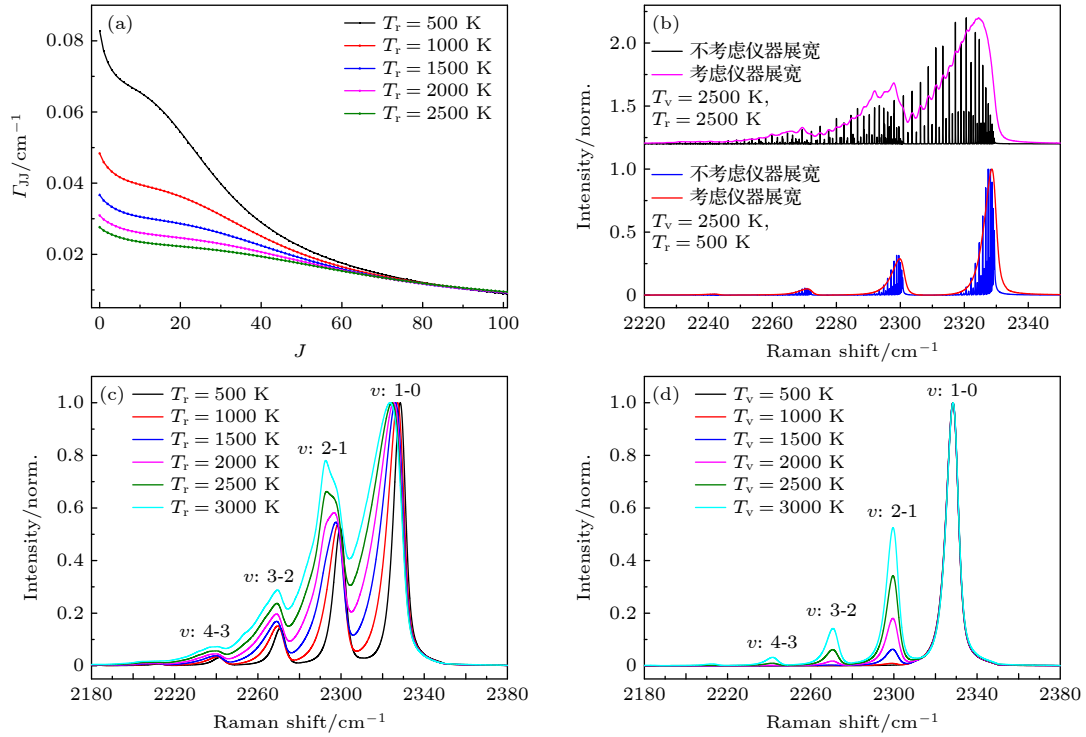 (a)
T_r = 500 K
T_r = 1000 K
T_r = 1500 K
T_r = 2000 K
T_r = 2500 K
Γ_JJ/cm⁻¹
0.08
0.06
0.04
0.02
0 20 40 60 80 100
J
(b)
不考虑仪器展宽
考虑仪器展宽
T_v = 2500 K,
T_r = 2500 K
不考虑仪器展宽
考虑仪器展宽
T_v = 2500 K,
T_r = 500 K
Intensity/norm.
2.0
1.5
1.0
0.5
0
2220 2240 2260 2280 2300 2320 2340
Raman shift/cm⁻¹
(c)
T_r = 500 K
T_r = 1000 K
T_r = 1500 K
T_r = 2000 K
T_r = 2500 K
T_r = 3000 K
v: 1-0
v: 2-1
v: 3-2
v: 4-3
Intensity/norm.
1.0
0.8
0.6
0.4
0.2
0
2180 2220 2260 2300 2340 2380
Raman shift/cm⁻¹
(d)
T_v = 500 K
T_v = 1000 K
T_v = 1500 K
T_v = 2000 K
T_v = 2500 K
T_v = 3000 K
v: 1-0
v: 2-1
v: 3-2
v: 4-3
Intensity/norm.
1.0
0.8
0.6
0.4
0.2
0
2180 2220 2260 2300 2340 2380
Raman shift/cm⁻¹